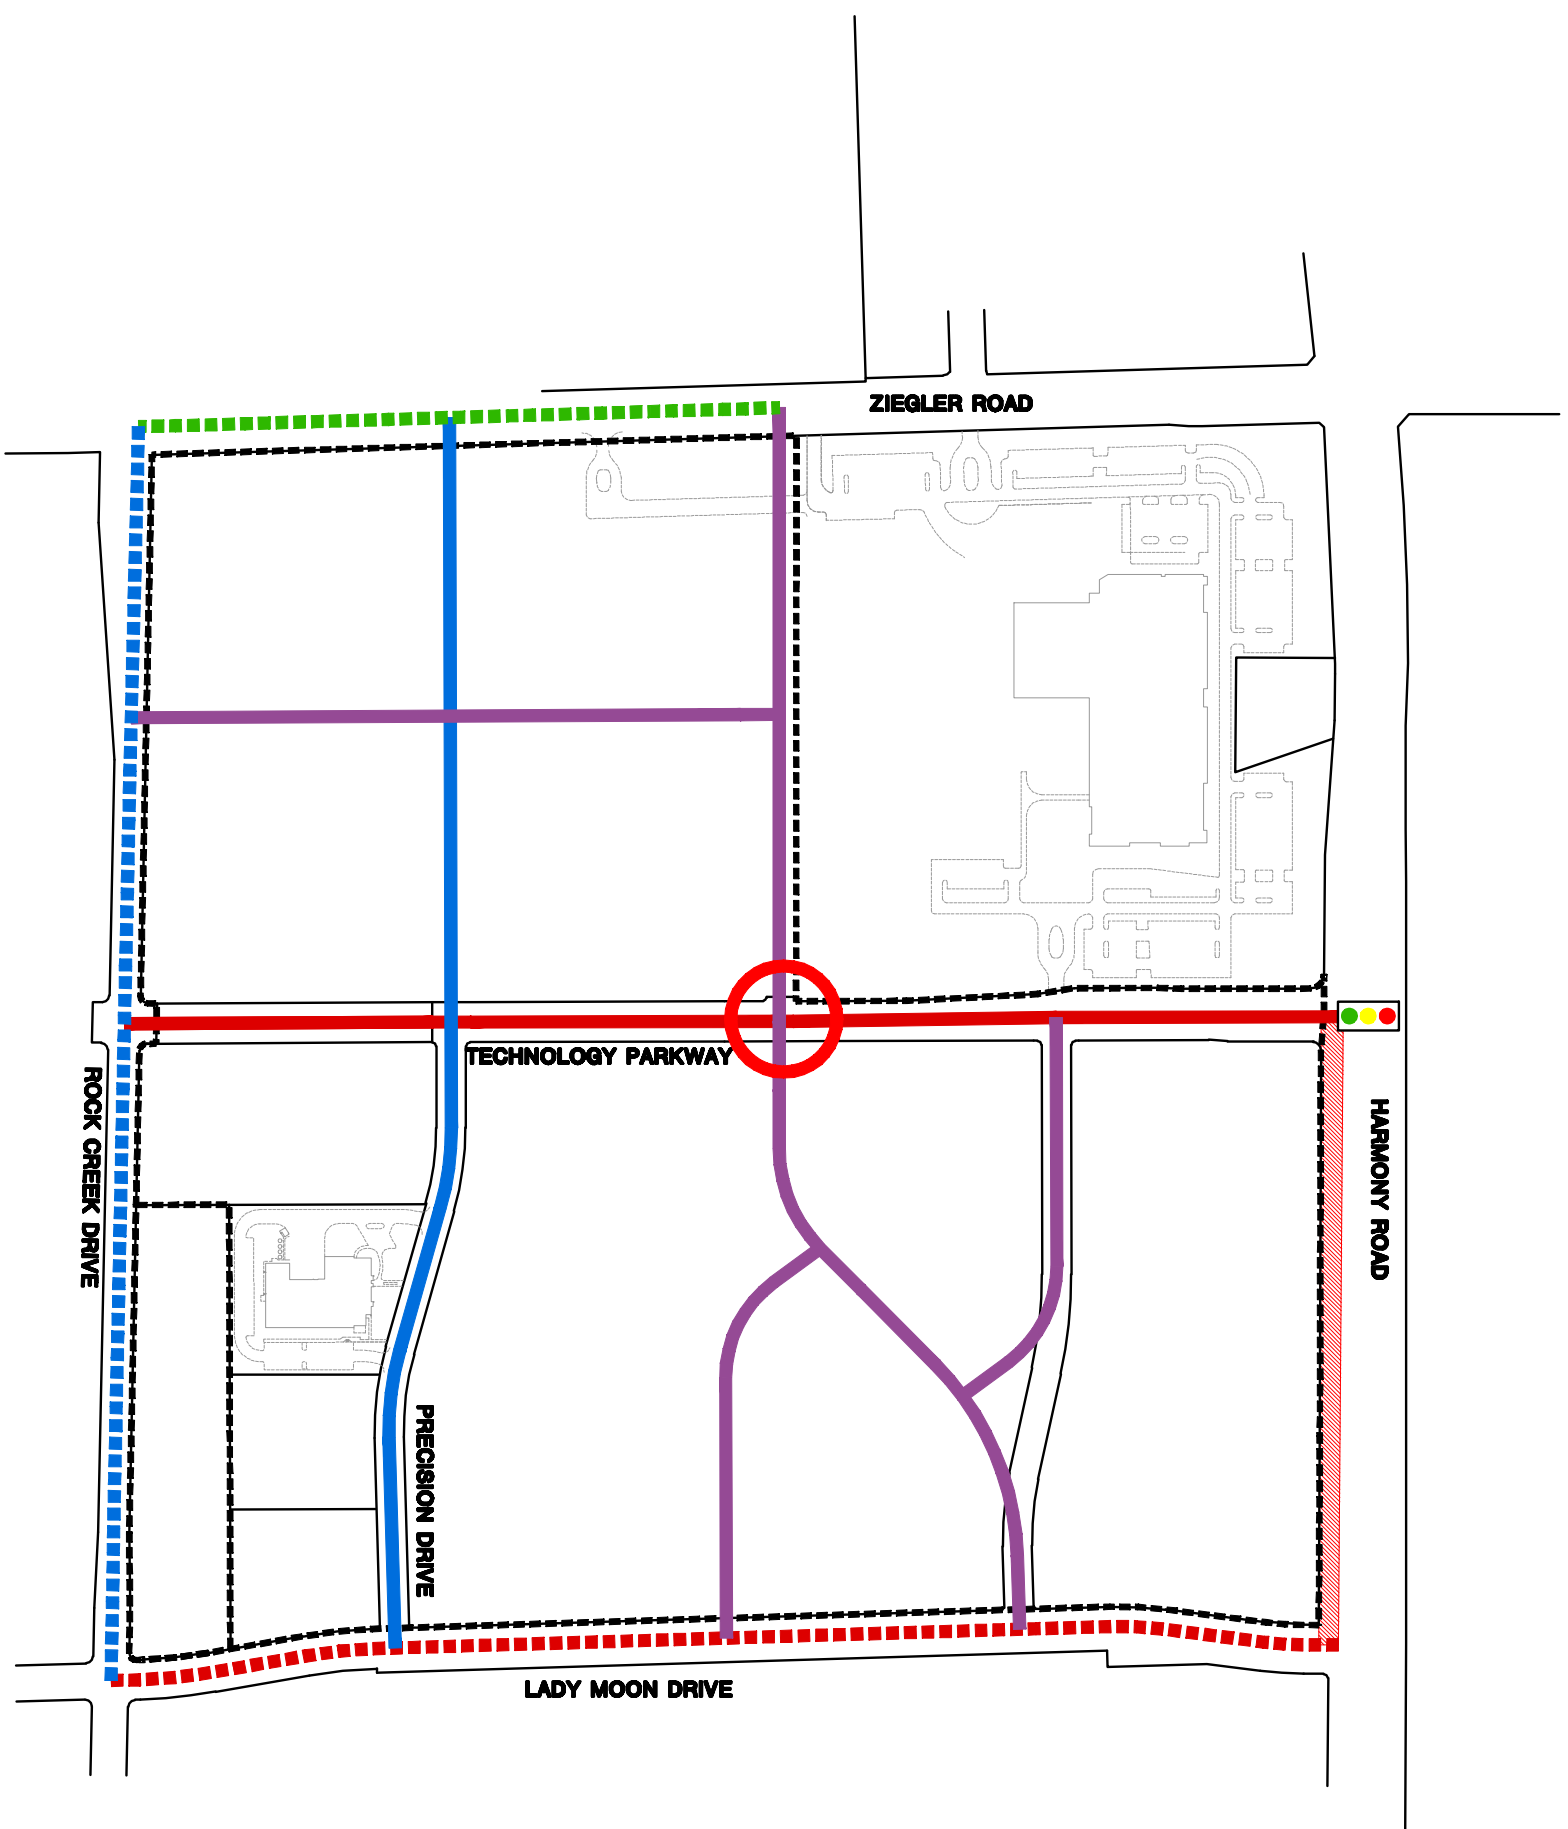 ZIEGLER ROAD
TECHNOLOGY PARKWAY
ROCK CREEK DRIVE
HARMONY ROAD
PRECISION DRIVE
LADY MOON DRIVE